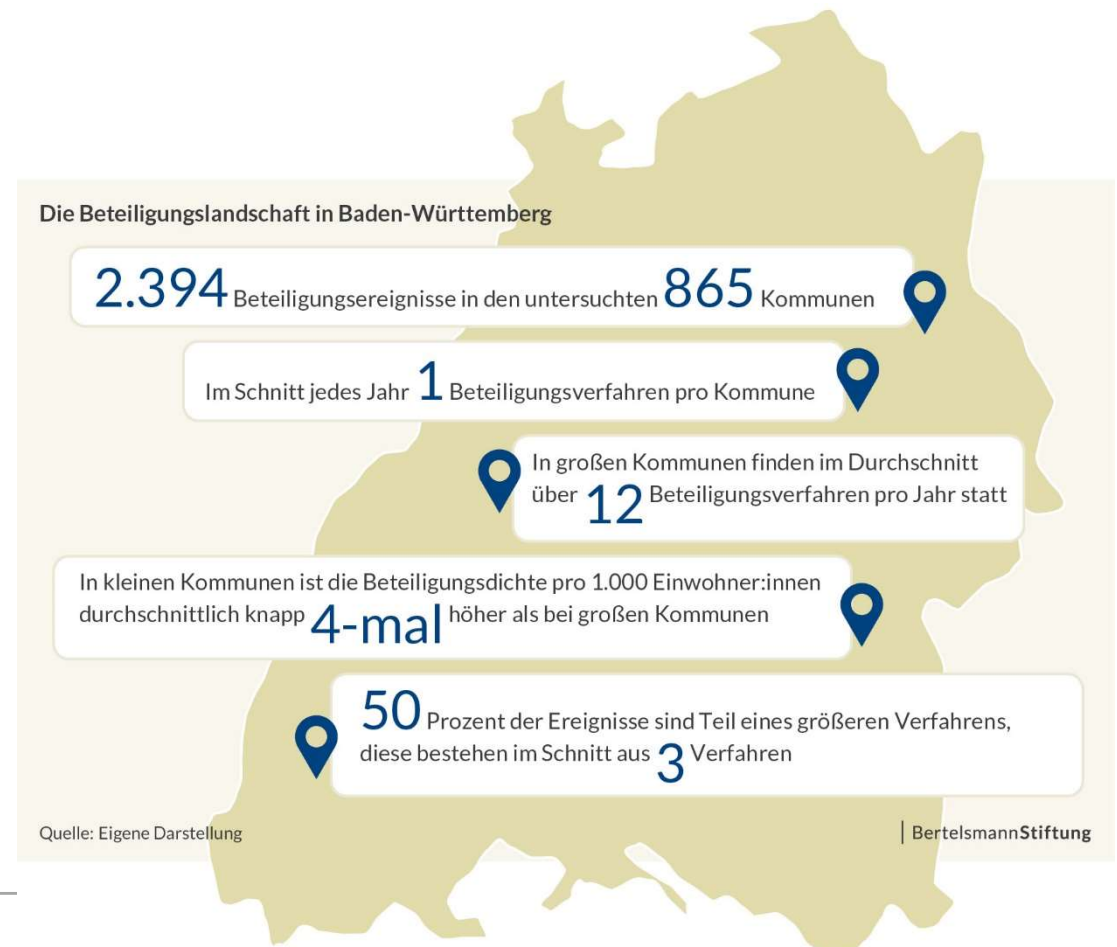 Die Beteiligungslandschaft in Baden-Württemberg
2.394 Beteiligungsereignisse in den untersuchten 865 Kommunen
Im Schnitt jedes Jahr 1 Beteiligungsverfahren pro Kommune
In großen Kommunen finden im Durchschnitt
über 12 Beteiligungsverfahren pro Jahr statt
In kleinen Kommunen ist die Beteiligungsdichte pro 1.000 Einwohner:innen
durchschnittlich knapp 4-mal höher als bei großen Kommunen
50 Prozent der Ereignisse sind Teil eines größeren Verfahrens,
diese bestehen im Schnitt aus 3 Verfahren
Quelle: Eigene Darstellung
BertelsmannStiftung